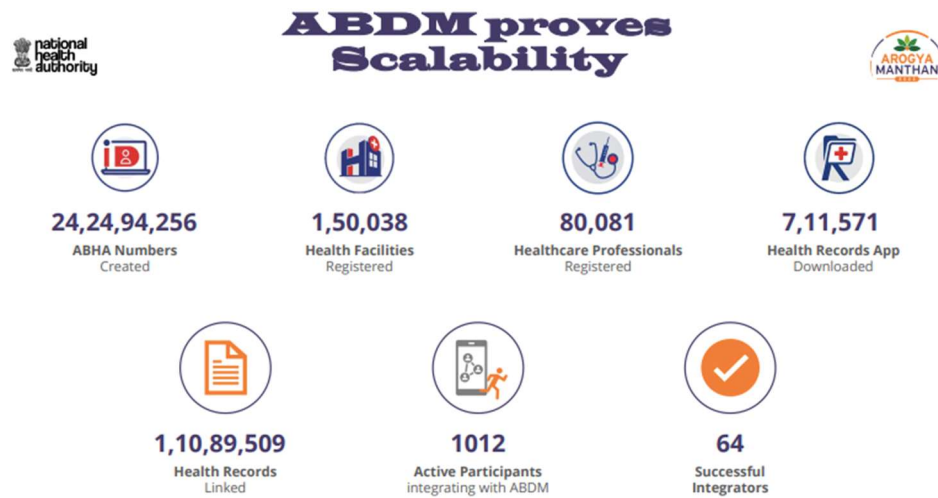 national
health
authority
ABDM proves
Scalability
AROGYA
MANTHAN
iD
H
R
24,24,94,256
ABHA Numbers
Created
1,50,038
Health Facilities
Registered
80,081
Healthcare Professionals
Registered
7,11,571
Health Records App
Downloaded
1,10,89,509
Health Records
Linked
1012
Active Participants
integrating with ABDM
64
Successful
Integrators